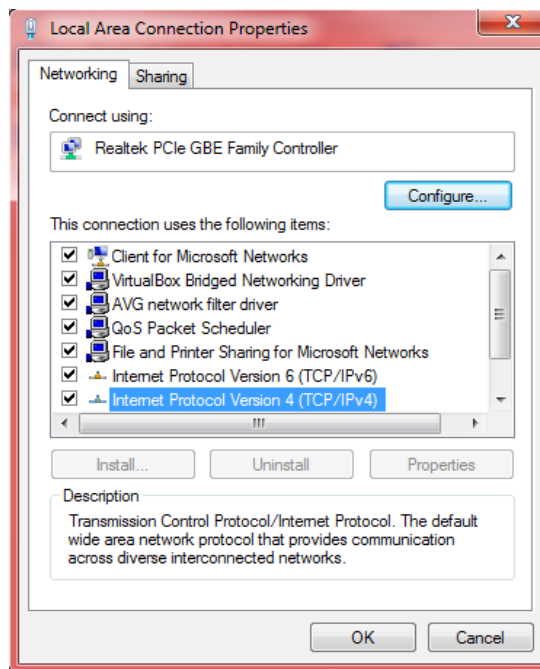 Local Area Connection Properties
Networking
Sharing
Connect using:
Realtek PCIe GBE Family Controller
Configure...
This connection uses the following items:
Client for Microsoft Networks
VirtualBox Bridged Networking Driver
AVG network filter driver
QoS Packet Scheduler
File and Printer Sharing for Microsoft Networks
Internet Protocol Version 6 (TCP/IPv6)
Internet Protocol Version 4 (TCP/IPv4)
Install...
Uninstall
Properties
Description
Transmission Control Protocol/Internet Protocol. The default
wide area network protocol that provides communication
across diverse interconnected networks.
OK
Cancel